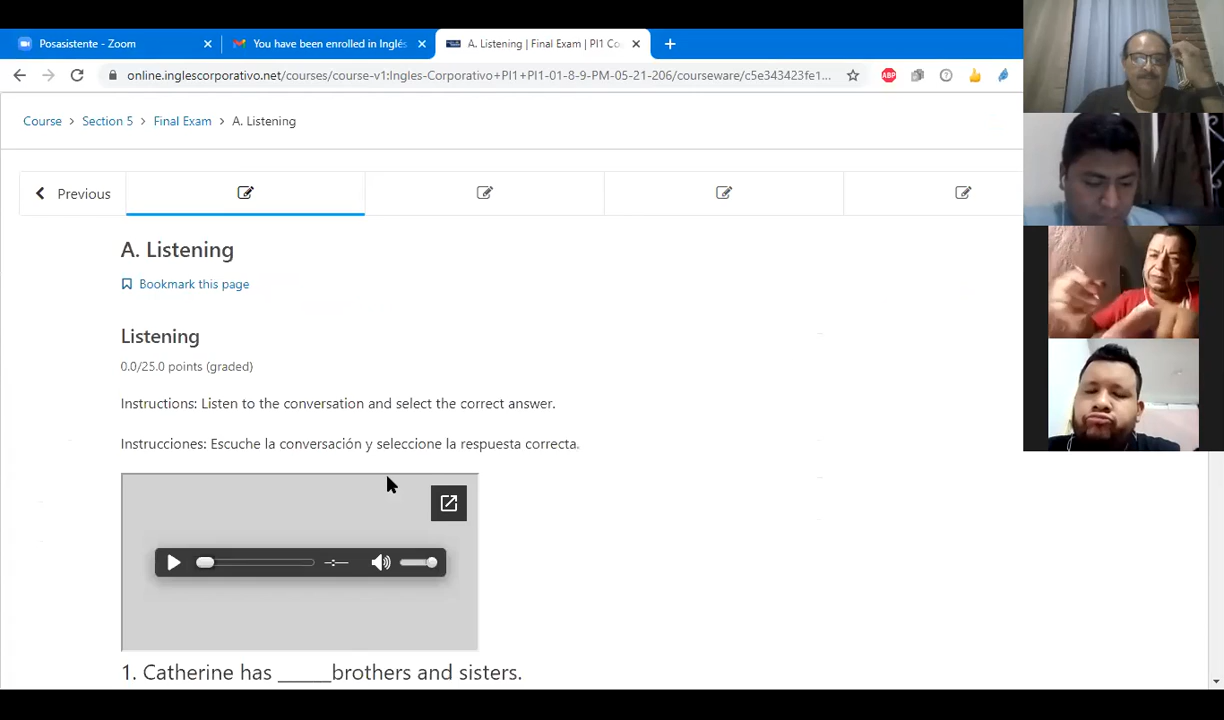 Posasistente - Zoom
You have been enrolled in Inglés
A. Listening | Final Exam | PI1 Co
online.inglescorporativo.net/courses/course-v1:Ingles-Corporativo+PI1+PI1-01-8-9-PM-05-21-206/courseware/c5e343423fe1...
ABP
Course > Section 5 > Final Exam > A. Listening
Previous
A. Listening
Bookmark this page
Listening
0.0/25.0 points (graded)
Instructions: Listen to the conversation and select the correct answer.
Instrucciones: Escuche la conversación y seleccione la respuesta correcta.
-:-
1. Catherine has ______brothers and sisters.